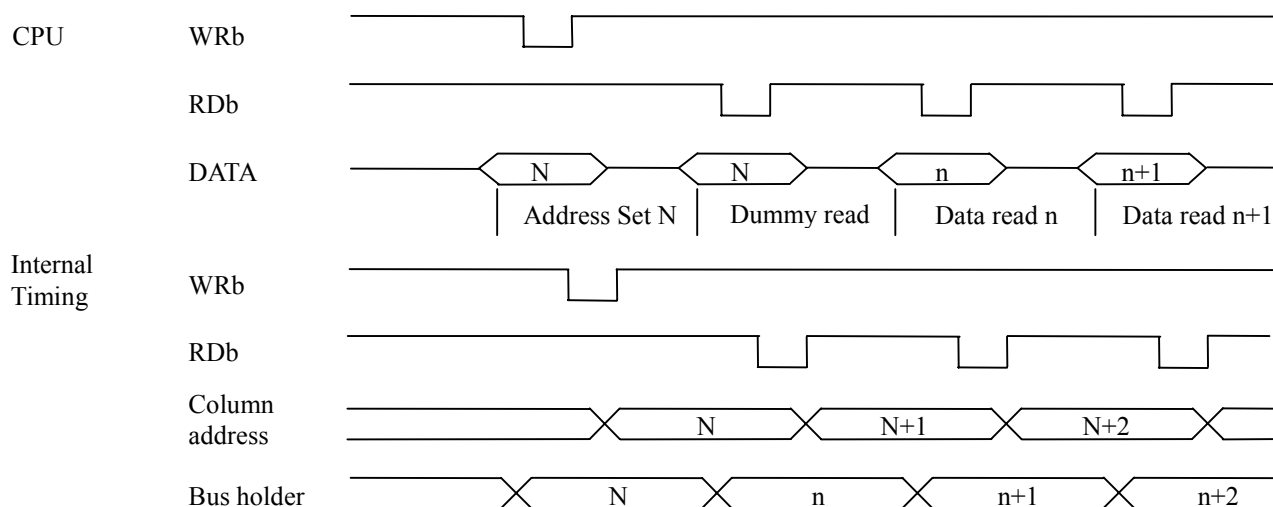 CPU WRb
RDb
DATA N N n n+1
Address Set N Dummy read Data read n Data read n+1
Internal
Timing WRb
RDb
Column
address N N+1 N+2
Bus holder N n n+1 n+2